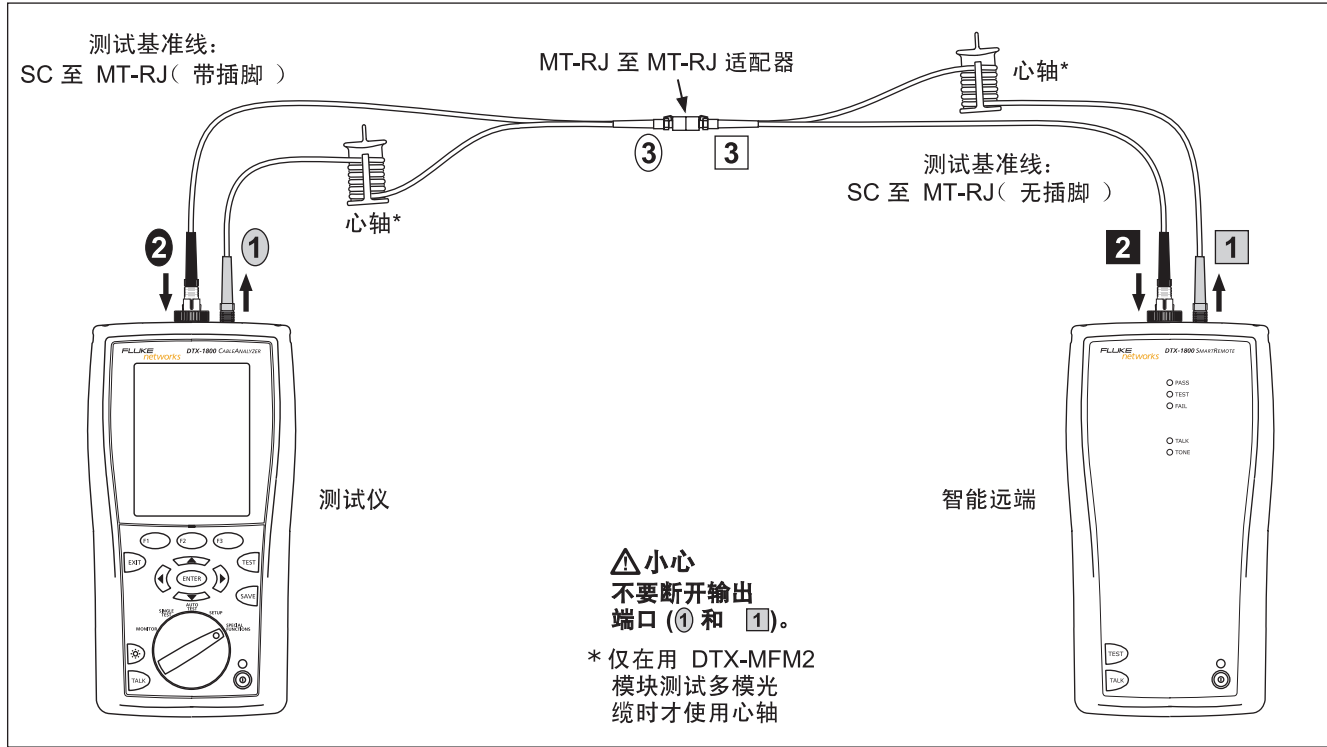 测试基准线：
SC 至 MT-RJ（ 带插脚 ）
MT-RJ 至 MT-RJ 适配器
心轴*
心轴*
3
3
测试基准线：
SC 至 MT-RJ（ 无插脚 ）
2
1
2
1
FLUKE
networks
DTX-1800 CABLEANALYZER
FLUKE
networks
DTX-1800 SMARTREMOTE
PASS
TEST
FAIL
TALK
TONE
测试仪
智能远端
F1
F2
F3
EXIT
TEST
ENTER
SAVE
MONITOR
SINGLE
TEST
AUTO
TEST
SETUP
SPECIAL
FUNCTIONS
TALK
小心
不要断开输出
端口 (1 和 1)。
* 仅在用 DTX-MFM2
模块测试多模光
缆时才使用心轴
TEST
TALK